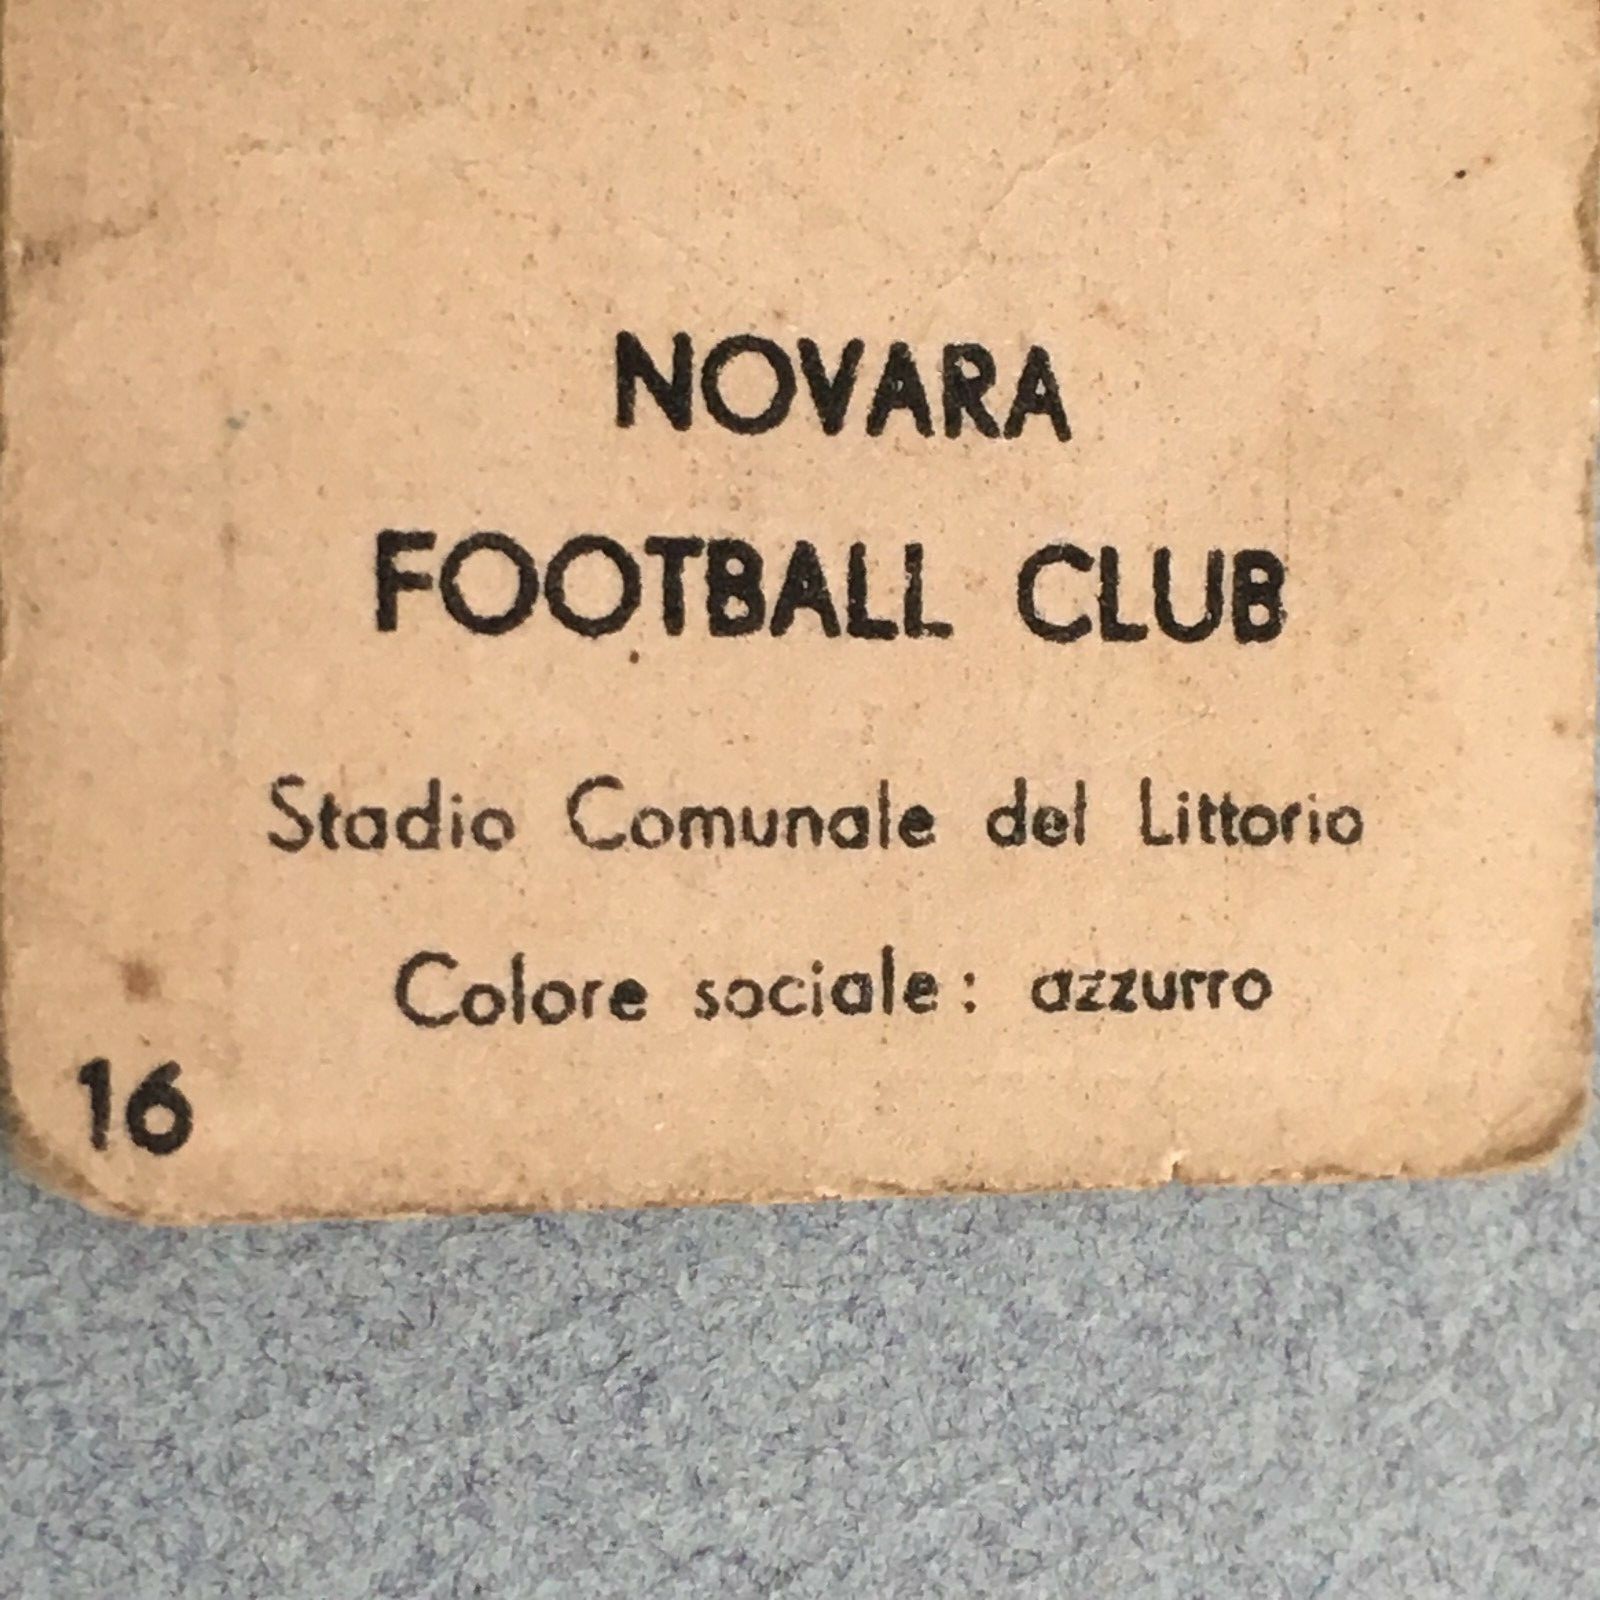 NOVARA
FOOTBALL CLUB
Stadio Comunale del Littorio
Colore sociale: azzurro
16